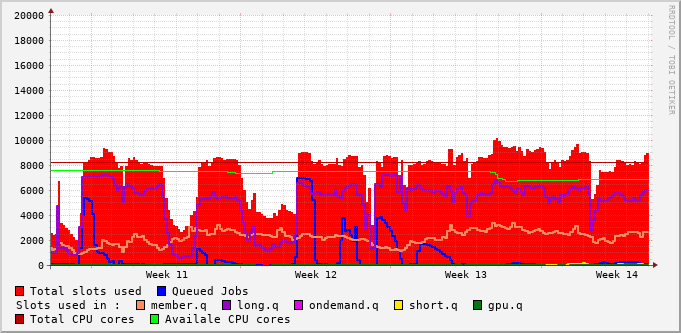 20000
18000
16000
14000
12000
10000
8000
6000
4000
2000
0
Week 11 Week 12 Week 13 Week 14
RRDTOOL / TOBI OETIKER
Total slots used Queued Jobs
Slots used in : member.q long.q ondemand.q short.q gpu.q
Total CPU cores Availale CPU cores